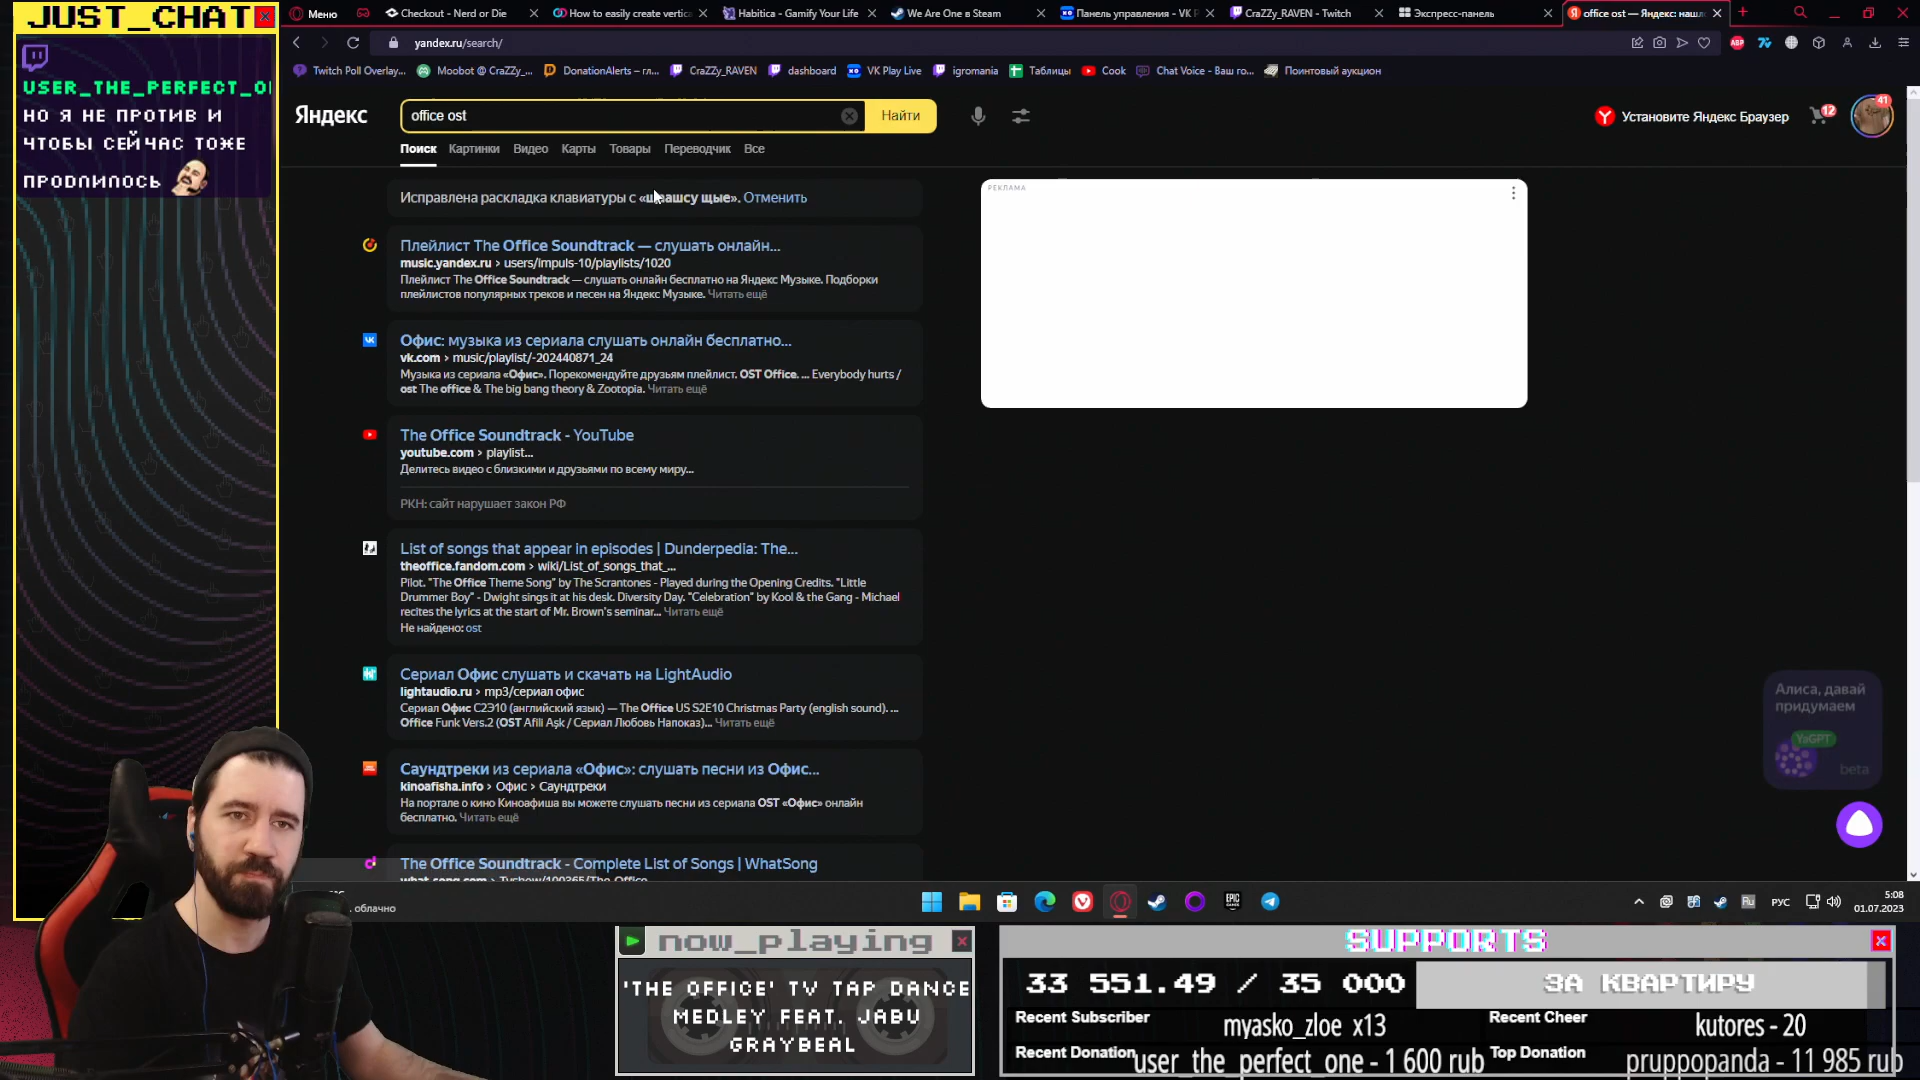 JUST_CHAT
USER_THE_PERFECT_O
НО Я НЕ ПРОТИВ И
ЧТОБЫ СЕЙЧАС ТОЖЕ
ПРОДЛИЛОСЬ
Меню
Checkout - Nerd or Die
How to easily create vertic
Habitica - Gamify Your Life
We Are One в Steam
Панель управления - VK P
CraZZy_RAVEN - Twitch
Экспресс-панель
office ost — Яндекс: наш
yandex.ru/search/
Twitch Poll Overlay...
Moobot @ CraZZy_...
DonationAlerts – гл...
CraZZy_RAVEN
dashboard
VK Play Live
igromania
Таблицы
Cook
Chat Voice - Ваш го...
Поинтовый аукцион
Яндекс
office ost
Найти
Установите Яндекс Браузер
12
41
Поиск
Картинки
Видео
Карты
Товары
Переводчик
Все
Исправлена раскладка клавиатуры с щые». Отменить
РЕКЛАМА
Плейлист The Office Soundtrack — слушать онлайн...
music.yandex.ru › users/impuls-10/playlists/1020
Плейлист The Office Soundtrack — слушать онлайн бесплатно на Яндекс Музыке. Подборки
плейлистов популярных треков и песен на Яндекс Музыке. Читать ещё
Офис: музыка из сериала слушать онлайн бесплатно...
vk.com › music/playlist/-202440871_24
Музыка из сериала «Офис». Порекомендуйте друзьям плейлист. OST Office. ... Everybody hurts /
ost The office & The big bang theory & Zootopia. Читать ещё
The Office Soundtrack - YouTube
youtube.com › playlist...
Делитесь видео с близкими и друзьями по всему миру...
РКН: сайт нарушает закон РФ
List of songs that appear in episodes | Dunderpedia: The...
theoffice.fandom.com › wiki/List_of_songs_that_...
Pilot. "The Office Theme Song" by The Scrantones - Played during the Opening Credits. "Little
Drummer Boy" - Dwight sings it at his desk. Diversity Day. "Celebration" by Kool & the Gang - Michael
recites the lyrics at the start of Mr. Brown's seminar... Читать ещё
Не найдено: ost
Сериал Офис слушать и скачать на LightAudio
lightaudio.ru › mp3/сериал офис
Сериал Офис С2Э10 (английский язык) — The Office US S2E10 Christmas Party (english sound). ...
Office Funk Vers.2 (OST Afili Aşk / Сериал Любовь Напоказ)... Читать ещё
Саундтреки из сериала «Офис»: слушать песни из Офис...
kinoafisha.info › Офис › Саундтреки
На портале о кино Киноафиша вы можете слушать песни из сериала OST «Офис» онлайн
бесплатно. Читать ещё
The Office Soundtrack - Complete List of Songs | WhatSong
what-song.com › Tvshow/100365/The-Office
Алиса, давай
придумаем
YaGPT
beta
облачно
EPIC
Ru
РУС
5:08
01.07.2023
now_playing
'THE OFFICE' TV TAP DANCE
MEDLEY FEAT. JABU
GRAYBEAL
SUPPORTS
33 551.49 / 35 000
ЗА КВАРТИРУ
Recent Subscriber
myasko_zloe x13
Recent Cheer
kutores - 20
Recent Donation
user_the_perfect_one - 1 600 rub
Top Donation
pruppopanda - 11 985 rub